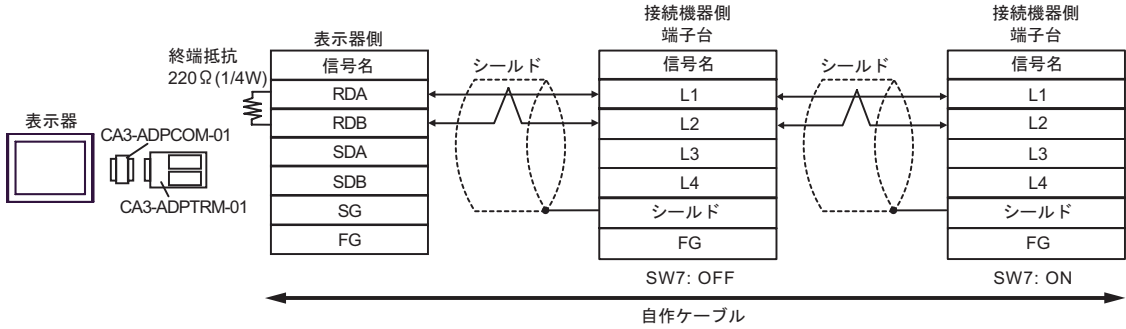 表示器
CA3-ADPCOM-01
CA3-ADPTRM-01
終端抵抗
220Ω(1/4W)
表示器側
信号名
RDA
RDB
SDA
SDB
SG
FG
シールド
接続機器側
端子台
信号名
L1
L2
L3
L4
シールド
FG
SW7: OFF
シールド
接続機器側
端子台
信号名
L1
L2
L3
L4
シールド
FG
SW7: ON
自作ケーブル